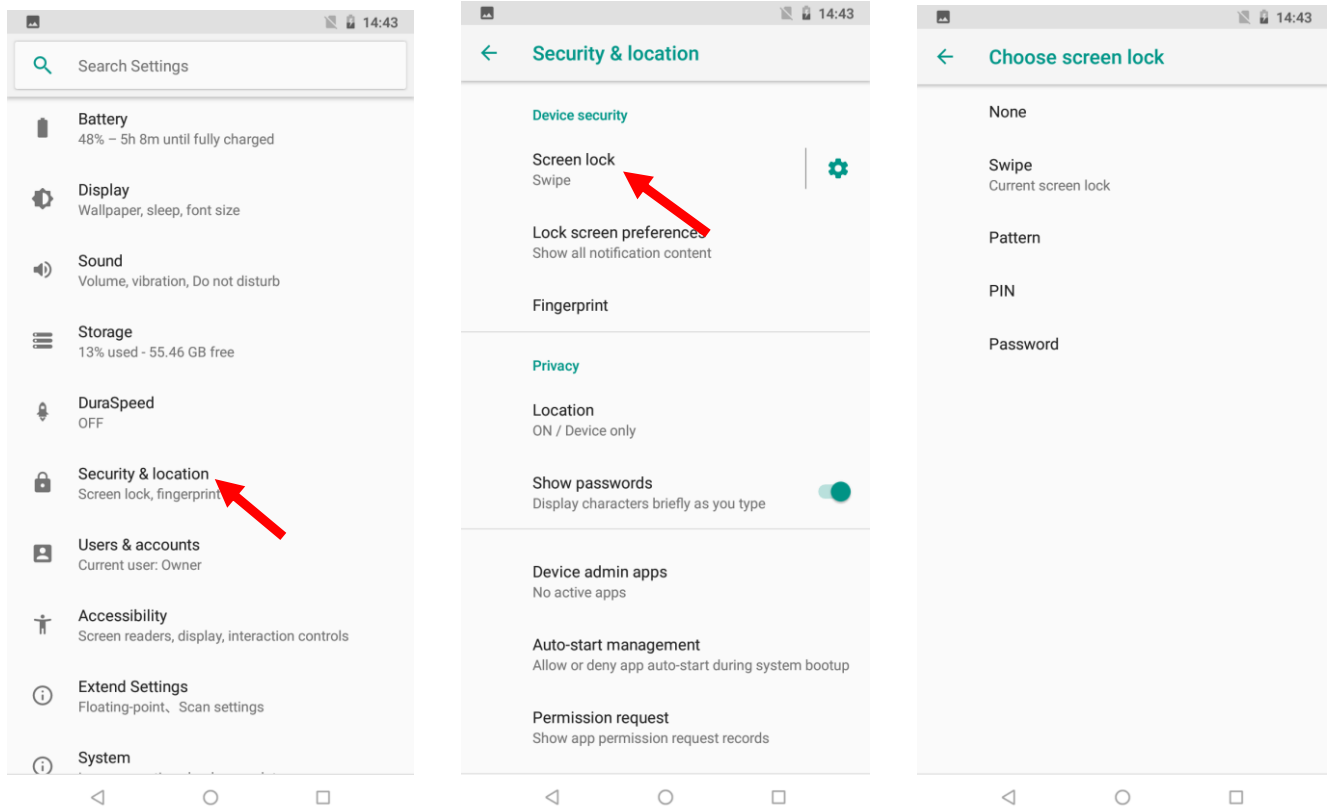 14:43
Search Settings
Battery
48% – 5h 8m until fully charged
Display
Wallpaper, sleep, font size
Sound
Volume, vibration, Do not disturb
Storage
13% used - 55.46 GB free
DuraSpeed
OFF
Security & location
Screen lock, fingerprint
Users & accounts
Current user: Owner
Accessibility
Screen readers, display, interaction controls
Extend Settings
Floating-point、Scan settings
System
14:43
Security & location
Device security
Screen lock
Swipe
Lock screen preferences
Show all notification content
Fingerprint
Privacy
Location
ON / Device only
Show passwords
Display characters briefly as you type
Device admin apps
No active apps
Auto-start management
Allow or deny app auto-start during system bootup
Permission request
Show app permission request records
14:43
Choose screen lock
None
Swipe
Current screen lock
Pattern
PIN
Password